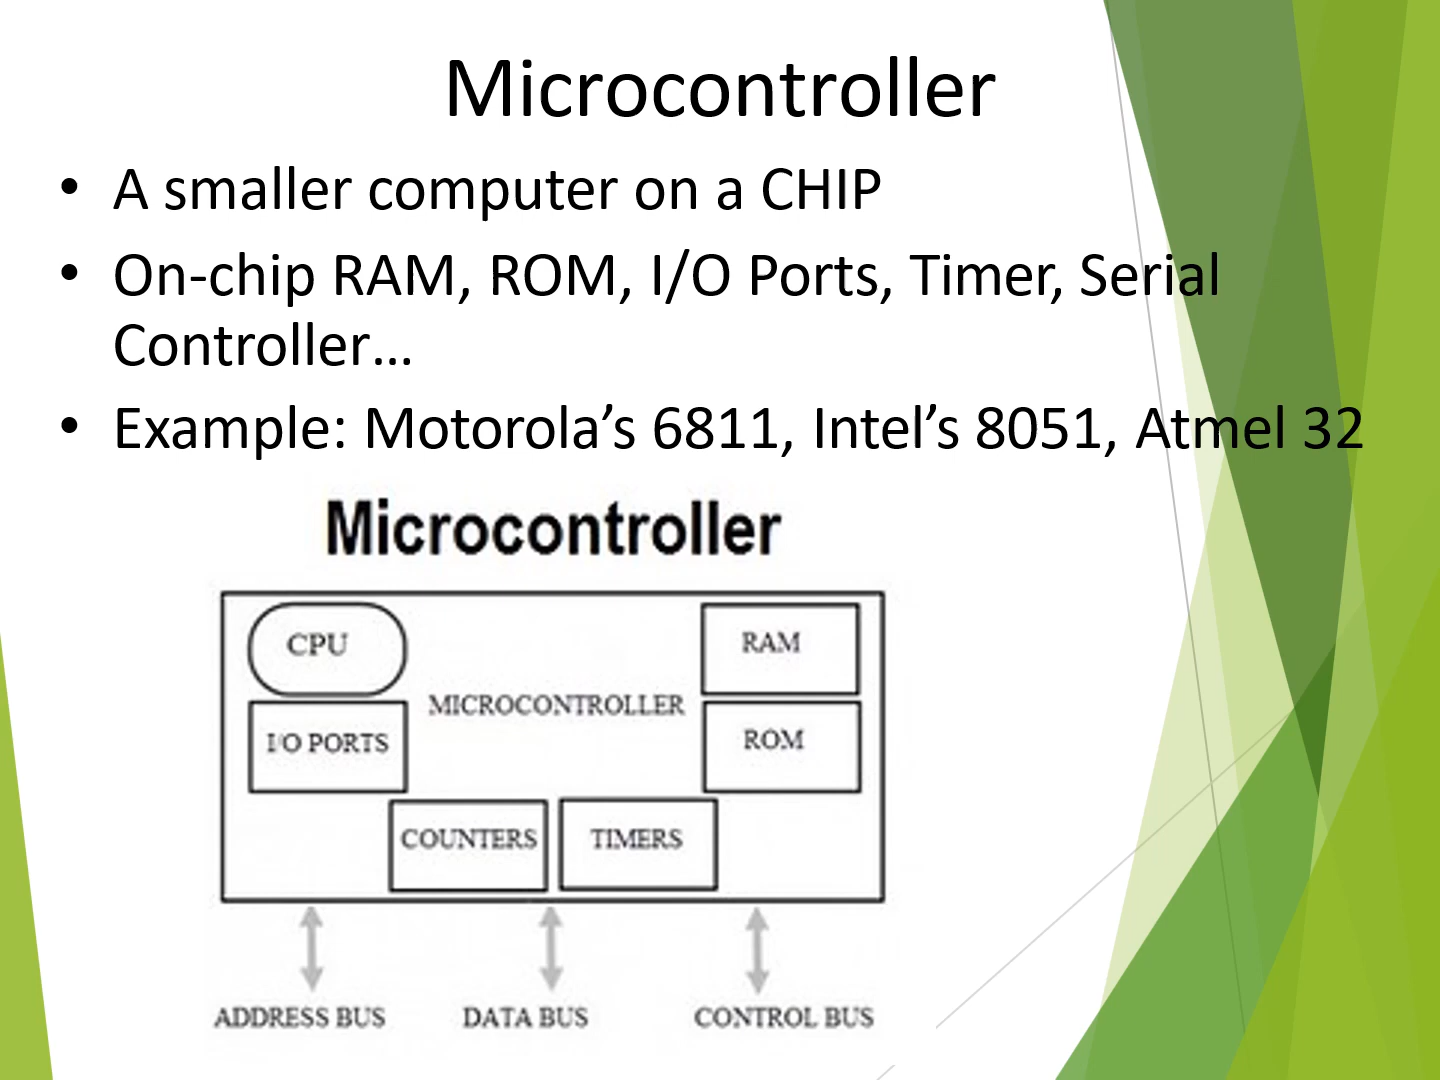 Microcontroller
• A smaller computer on a CHIP
• On-chip RAM, ROM, I/O Ports, Timer, Serial
Controller…
• Example: Motorola’s 6811, Intel’s 8051, Atmel 32
Microcontroller
CPU
RAM
MICROCONTROLLER
I/O PORTS
ROM
COUNTERS
TIMERS
ADDRESS BUS
DATA BUS
CONTROL BUS